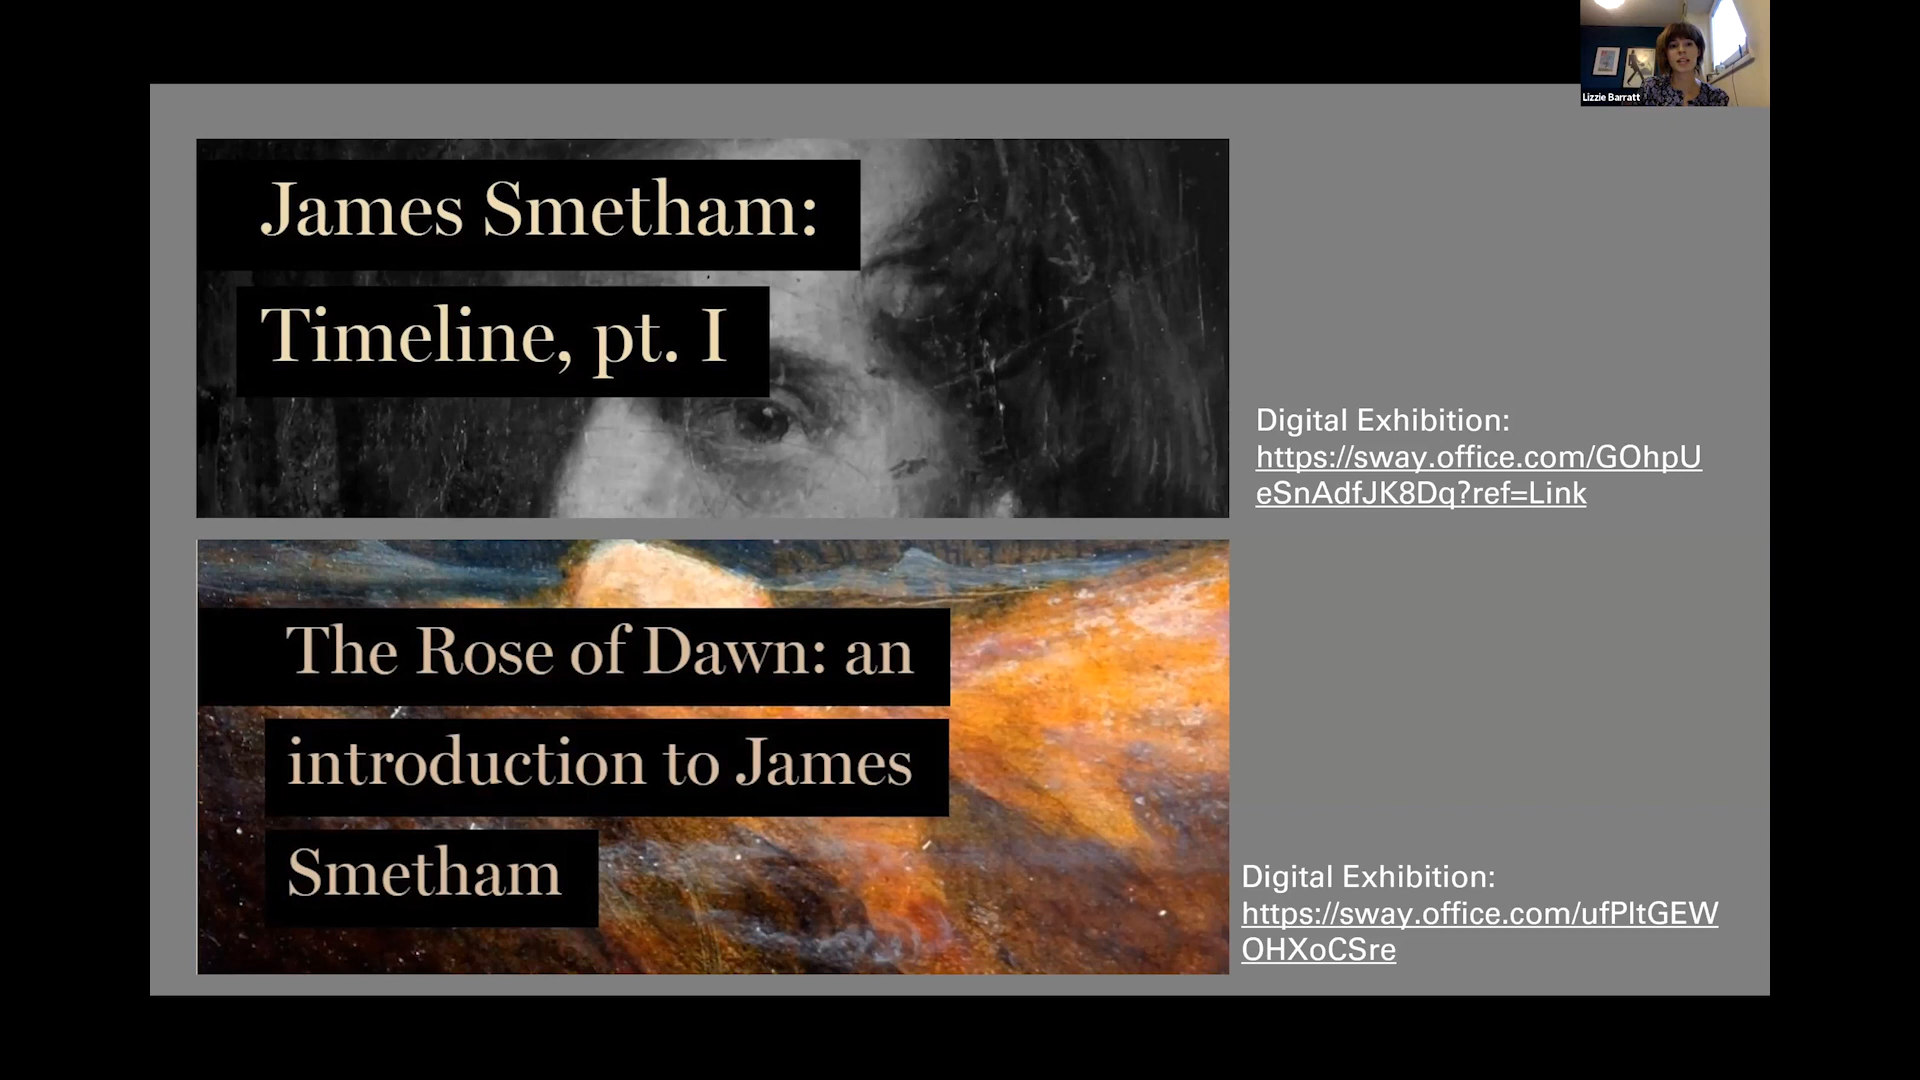 Lizzie Barratt
James Smetham:
Timeline, pt. I
Digital Exhibition:
https://sway.office.com/GOhpU
eSnAdfJK8Dq?ref=Link
The Rose of Dawn: an
introduction to James
Smetham
Digital Exhibition:
https://sway.office.com/ufPltGEW
OHXoCSre